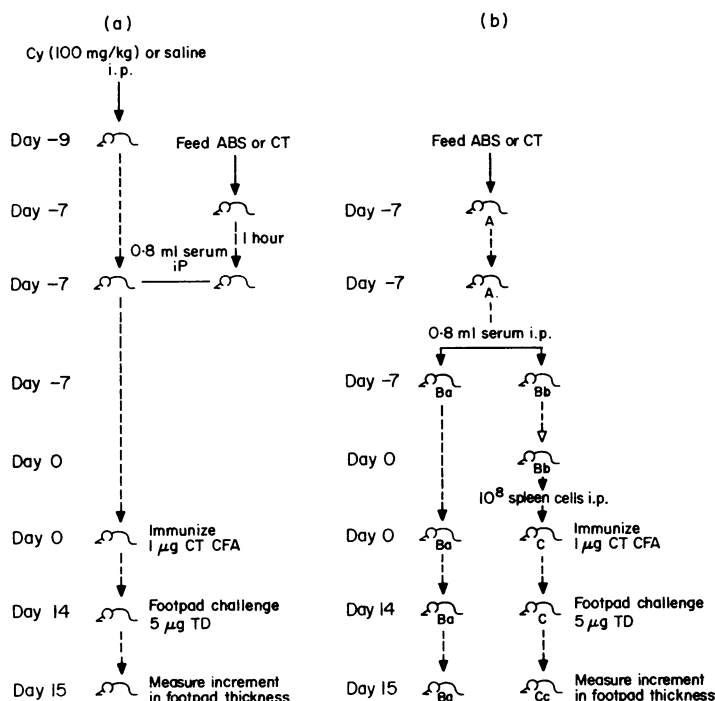 (a)
Cy (100 mg/kg) or saline
i.p.
Day -9
Feed ABS or CT
Day -7
1 hour
0·8 ml serum
iP
Day -7
Day 0
Immunize
1 µg CT CFA
Day 14
Footpad challenge
5 µg TD
Day 15
Measure increment
in footpad thickness
(b)
Feed ABS or CT
Day -7
A
Day -7
A.
0·8 ml serum i.p.
Day -7
Ba
Bb
Day 0
Bb
10⁸ spleen cells i.p.
Day 0
Ba
C
Immunize
1 µg CT CFA
Day 14
Ba
C
Footpad challenge
5 µg TD
Day 15
Ba
Cc
Measure increment
in footpad thickness